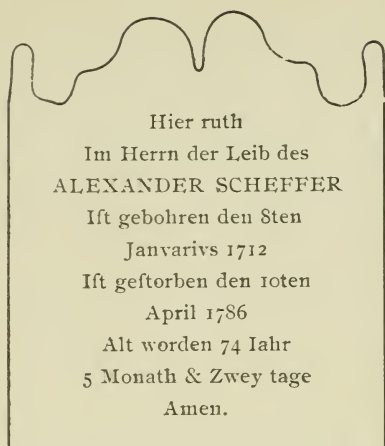 Hier ruth
Im Herrn der Leib des
ALEXANDER SCHEFFER
Iſt gebohren den 8ten
Janvarivs 1712
Iſt geſtorben den 10ten
April 1786
Alt worden 74 Iahr
5 Monath & Zwey tage
Amen.